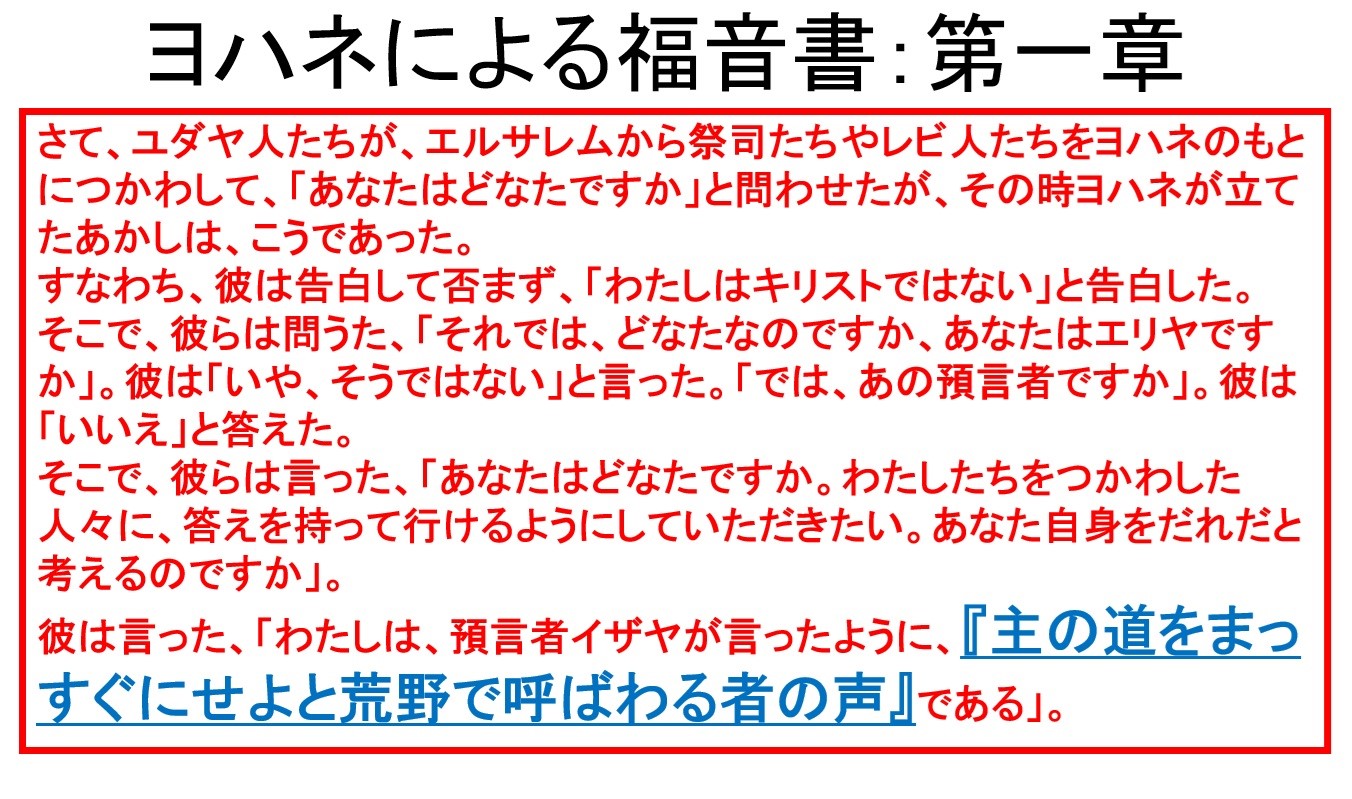 ヨハネによる福音書：第一章
さて、ユダヤ人たちが、エルサレムから祭司たちやレビ人たちをヨハネのもと
につかわして、「あなたはどなたですか」と問わせたが、その時ヨハネが立て
たあかしは、こうであった。
すなわち、彼は告白して否まず、「わたしはキリストではない」と告白した。
そこで、彼らは問うた、「それでは、どなたなのですか、あなたはエリヤです
か」。彼は「いや、そうではない」と言った。「では、あの預言者ですか」。彼は
「いいえ」と答えた。
そこで、彼らは言った、「あなたはどなたですか。わたしたちをつかわした
人々に、答えを持って行けるようにしていただきたい。あなた自身をだれだと
考えるのですか」。
彼は言った、「わたしは、預言者イザヤが言ったように、『主の道をまっ
すぐにせよと荒野で呼ばわる者の声』である」。